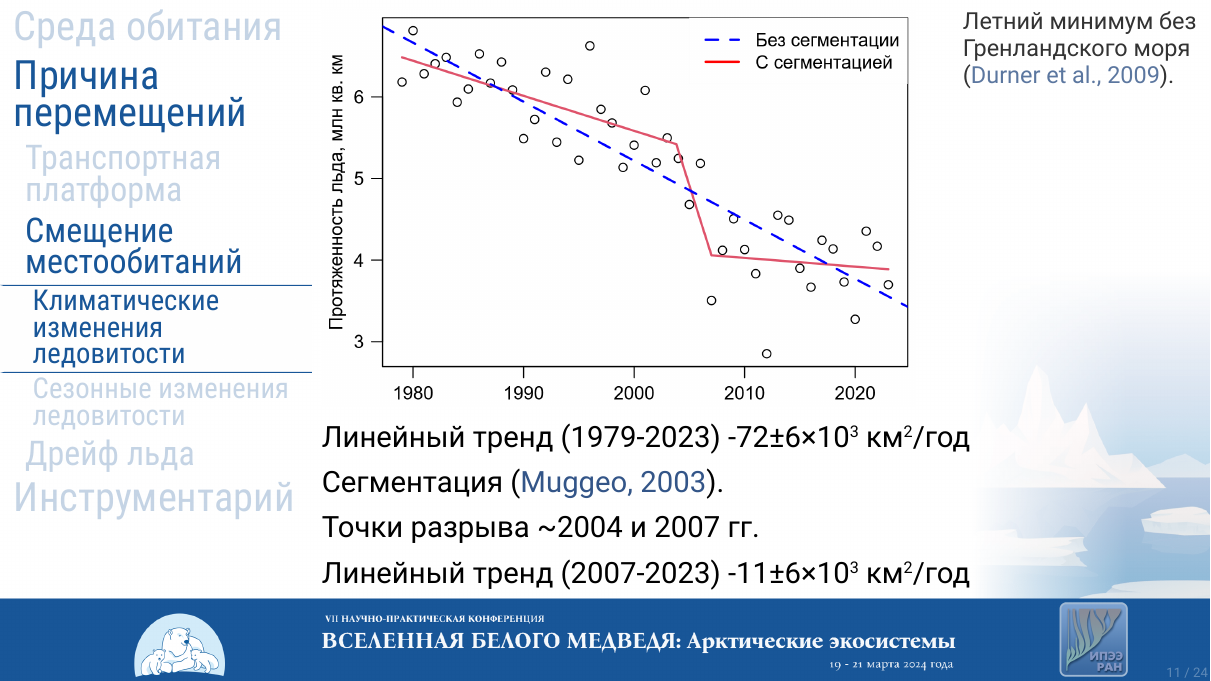 Среда обитания
Причина
перемещений
Транспортная
платформа
Смещение
местообитаний
Климатические
изменения
ледовитости
Сезонные изменения
ледовитости
Дрейф льда
Инструментарий
Протяженность льда, млн кв. км
6
5
4
3
1980 1990 2000 2010 2020
Без сегментации
С сегментацией
Летний минимум без
Гренландского моря
(Durner et al., 2009).
Линейный тренд (1979-2023) -72±6×10³ км²/год
Сегментация (Muggeo, 2003).
Точки разрыва ~2004 и 2007 гг.
Линейный тренд (2007-2023) -11±6×10³ км²/год
VII НАУЧНО-ПРАКТИЧЕСКАЯ КОНФЕРЕНЦИЯ
ВСЕЛЕННАЯ БЕЛОГО МЕДВЕДЯ: Арктические экосистемы
19 - 21 марта 2024 года
ИПЭЭ
РАН
11 / 24